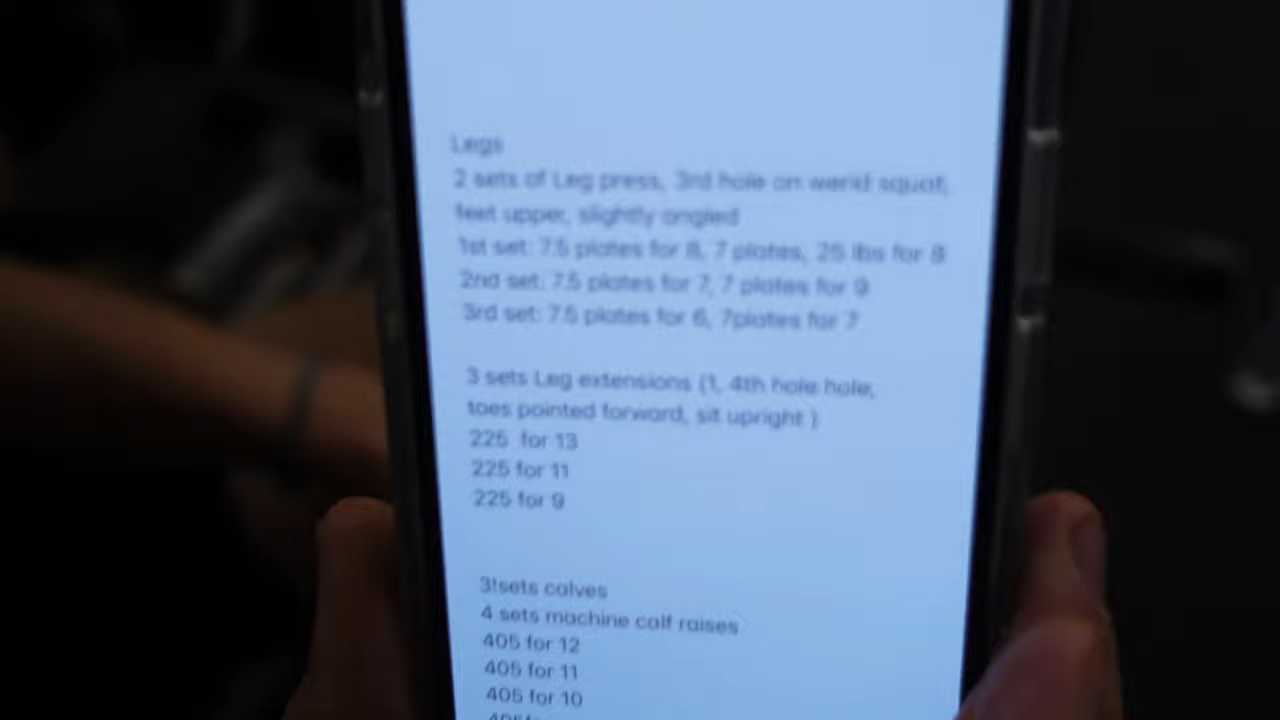 Legs
2 sets of Leg press, 3rd hole on werid squat,
feet upper, slightly angled
1st set: 7.5 plates for 8, 7 plates, 25 lbs for 8
2nd set: 7.5 plates for 7, 7 plates for 9
3rd set: 7.5 plates for 6, 7plates for 7
3 sets Leg extensions (1, 4th hole hole,
toes pointed forward, sit upright )
225 for 13
225 for 11
225 for 9
3!sets calves
4 sets machine calf raises
405 for 12
405 for 11
405 for 10